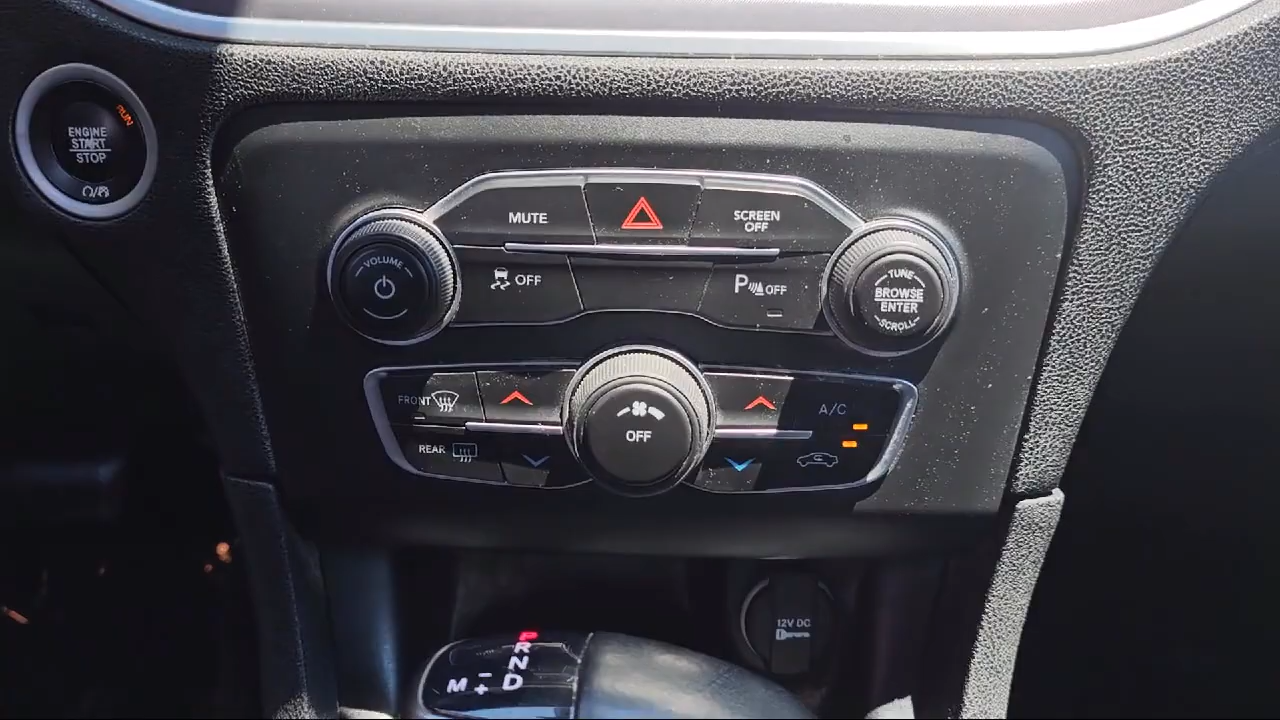 RUN
ENGINE
START
STOP
MUTE
SCREEN
OFF
VOLUME
OFF
P OFF
TUNE
BROWSE
ENTER
SCROLL
FRONT
REAR
OFF
A/C
12V DC
P
R
N
D
M - +